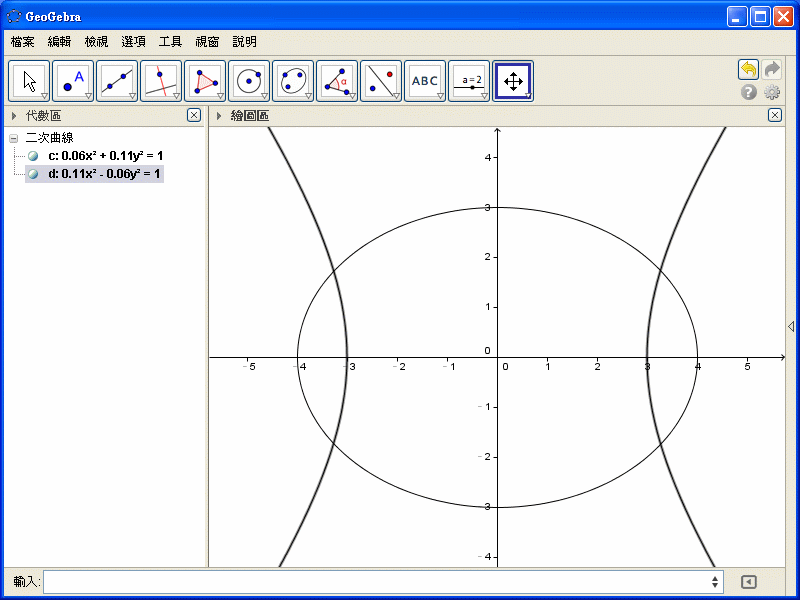 GeoGebra
檔案 編輯 檢視 選項 工具 視窗 說明
A α ABC a=2
代數區
繪圖區
二次曲線
c: 0.06x² + 0.11y² = 1
d: 0.11x² - 0.06y² = 1
4
3
2
1
0
-5 -4 -3 -2 -1 0 1 2 3 4 5
-1
-2
-3
-4
輸入: